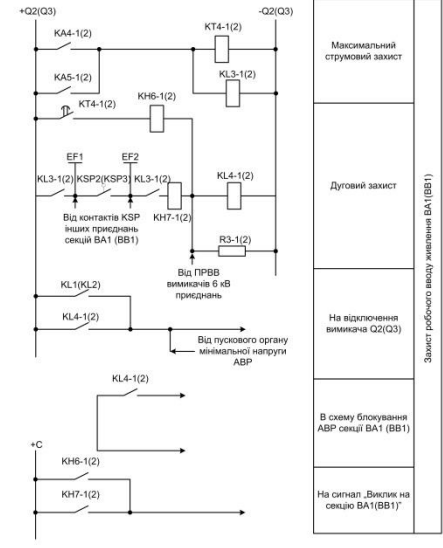 +Q2(Q3)
-Q2(Q3)
KA4-1(2)
KT4-1(2)
KA5-1(2)
KL3-1(2)
KT4-1(2)
KH6-1(2)
EF1
EF2
KL3-1(2)
KSP2(KSP3)
KL3-1(2)
KL4-1(2)
KH7-1(2)
Від контактів KSP
інших приєднань
секцій ВА1 (ВВ1)
R3-1(2)
Від ПРВВ
вимикачів 6 кВ
приєднань
KL1(KL2)
KL4-1(2)
Від пускового органу
мінімальної напруги
АВР
KL4-1(2)
+C
KH6-1(2)
KH7-1(2)
Максимальний
струмовий захист
Дуговий захист
На відключення
вимикача Q2(Q3)
В схему блокування
АВР секції ВА1 (ВВ1)
На сигнал „Виклик на
секцію ВА1(ВВ1)"
Захист робочого вводу живлення ВА1(ВВ1)